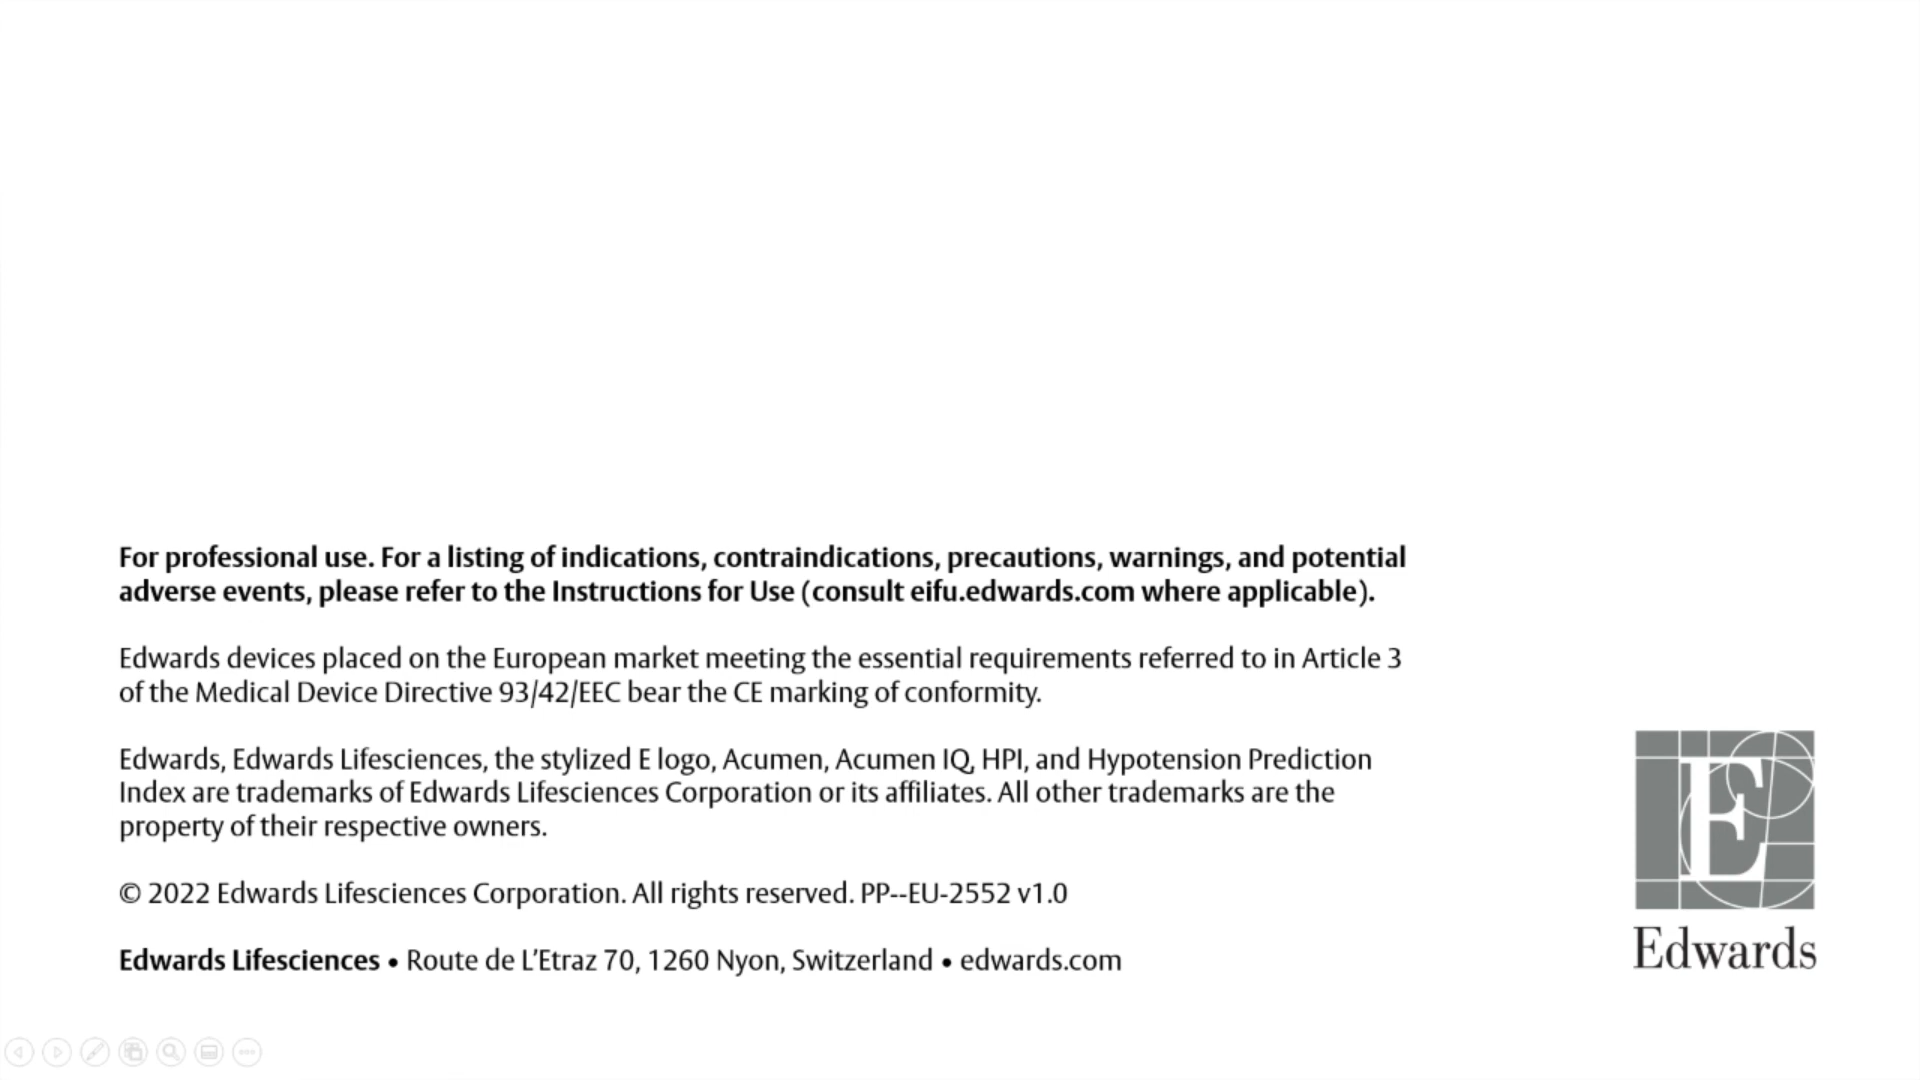 For professional use. For a listing of indications, contraindications, precautions, warnings, and potential
adverse events, please refer to the Instructions for Use (consult eifu.edwards.com where applicable).
Edwards devices placed on the European market meeting the essential requirements referred to in Article 3
of the Medical Device Directive 93/42/EEC bear the CE marking of conformity.
Edwards, Edwards Lifesciences, the stylized E logo, Acumen, Acumen IQ, HPI, and Hypotension Prediction
Index are trademarks of Edwards Lifesciences Corporation or its affiliates. All other trademarks are the
property of their respective owners.
© 2022 Edwards Lifesciences Corporation. All rights reserved. PP--EU-2552 v1.0
Edwards Lifesciences • Route de L’Etraz 70, 1260 Nyon, Switzerland • edwards.com
E
Edwards